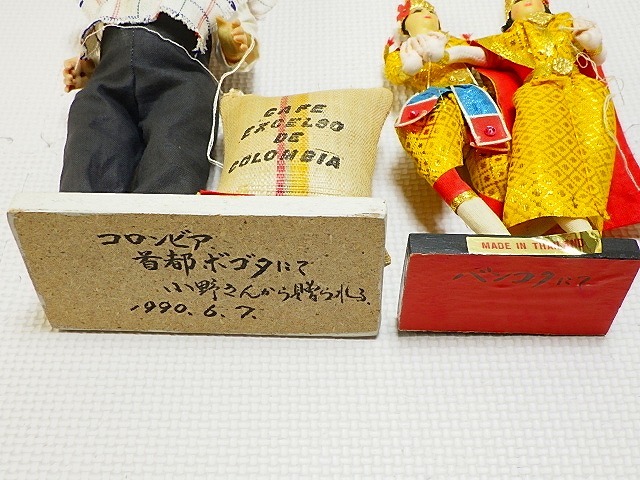 CAFE
EXCELSO
DE
COLOMBIA
コロンビア、
首都ボゴタにて
小野さんから贈られる.
1990.6.7.
MADE IN THAILAND
バンコクにて